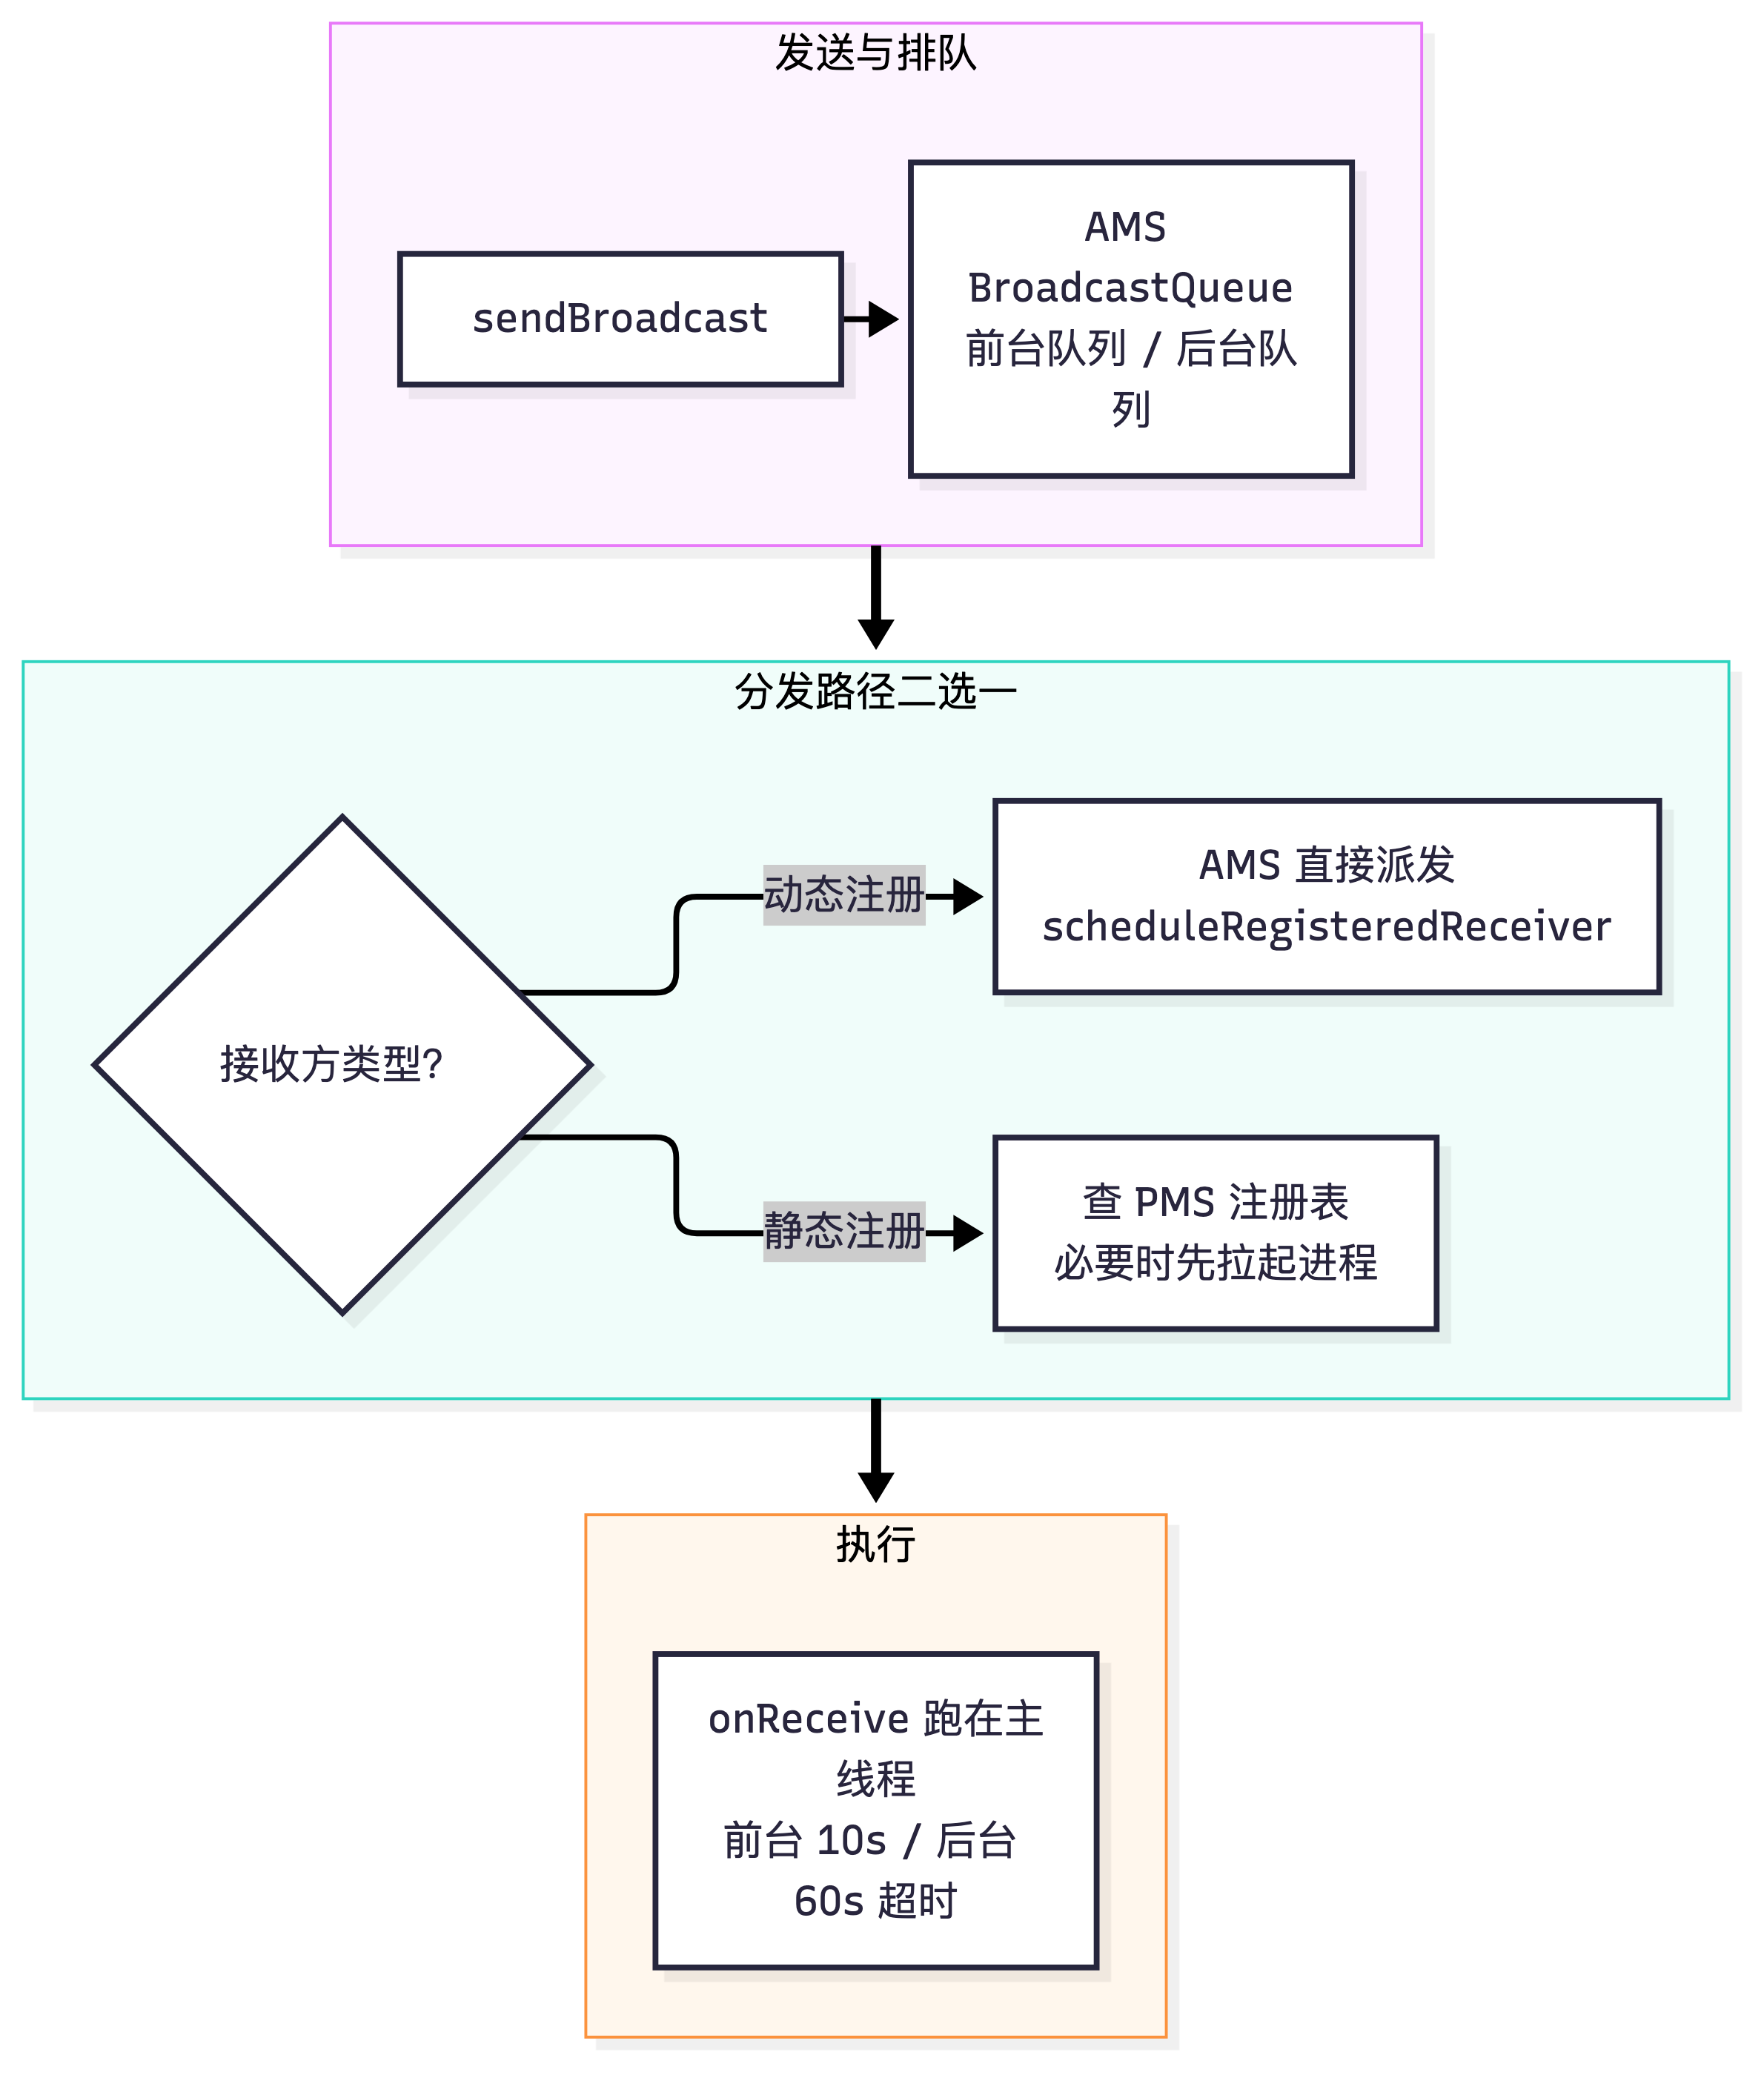 发送与排队
sendBroadcast
AMS
BroadcastQueue
前台队列 / 后台队
列
分发路径二选一
接收方类型?
动态注册
AMS 直接派发
scheduleRegisteredReceiver
静态注册
查 PMS 注册表
必要时先拉起进程
执行
onReceive 跑在主
线程
前台 10s / 后台
60s 超时